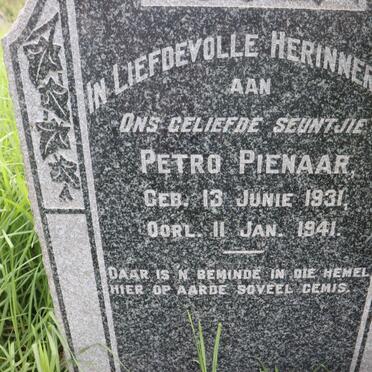 IN LIEFDEVOLLE HERINNER
AAN
ONS GELIEFDE SEUNTJIE
PETRO PIENAAR,
GEB. 13 JUNIE 1931,
OORL. 11 JAN. 1941.
DAAR IS 'N BEMINDE IN DIE HEMEL
HIER OP AARDE SOVEEL GEMIS.